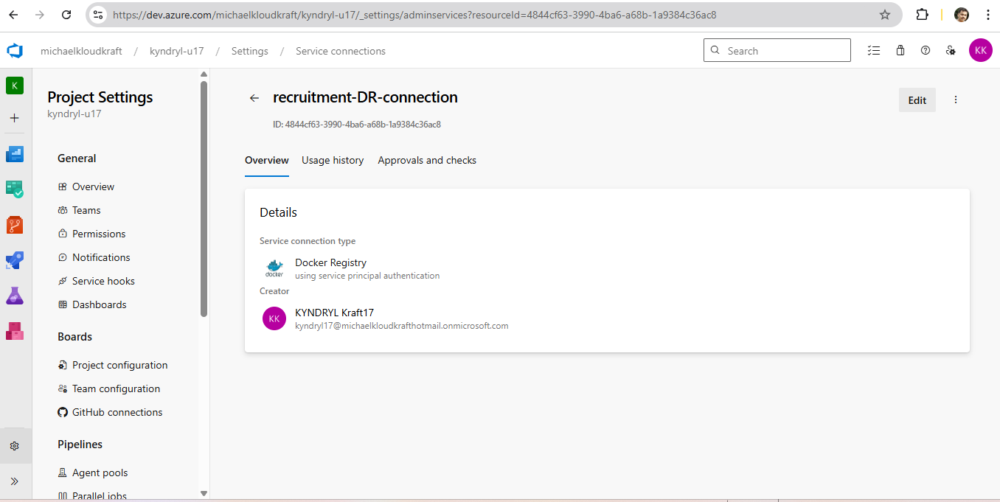 https://dev.azure.com/michaelkloudkraft/kyndryl-u17/_settings/adminservices?resourceId=4844cf63-3990-4ba6-a68b-1a9384c36ac8
michaelkloudkraft / kyndryl-u17 / Settings / Service connections
Search
KK
K
Project Settings
kyndryl-u17
General
Overview
Teams
Permissions
Notifications
Service hooks
Dashboards
Boards
Project configuration
Team configuration
GitHub connections
Pipelines
Agent pools
Parallel jobs
recruitment-DR-connection
Edit
ID: 4844cf63-3990-4ba6-a68b-1a9384c36ac8
Overview Usage history Approvals and checks
Details
Service connection type
docker
Docker Registry
using service principal authentication
Creator
KK
KYNDRYL Kraft17
kyndryl17@michaelkloudkrafthotmail.onmicrosoft.com